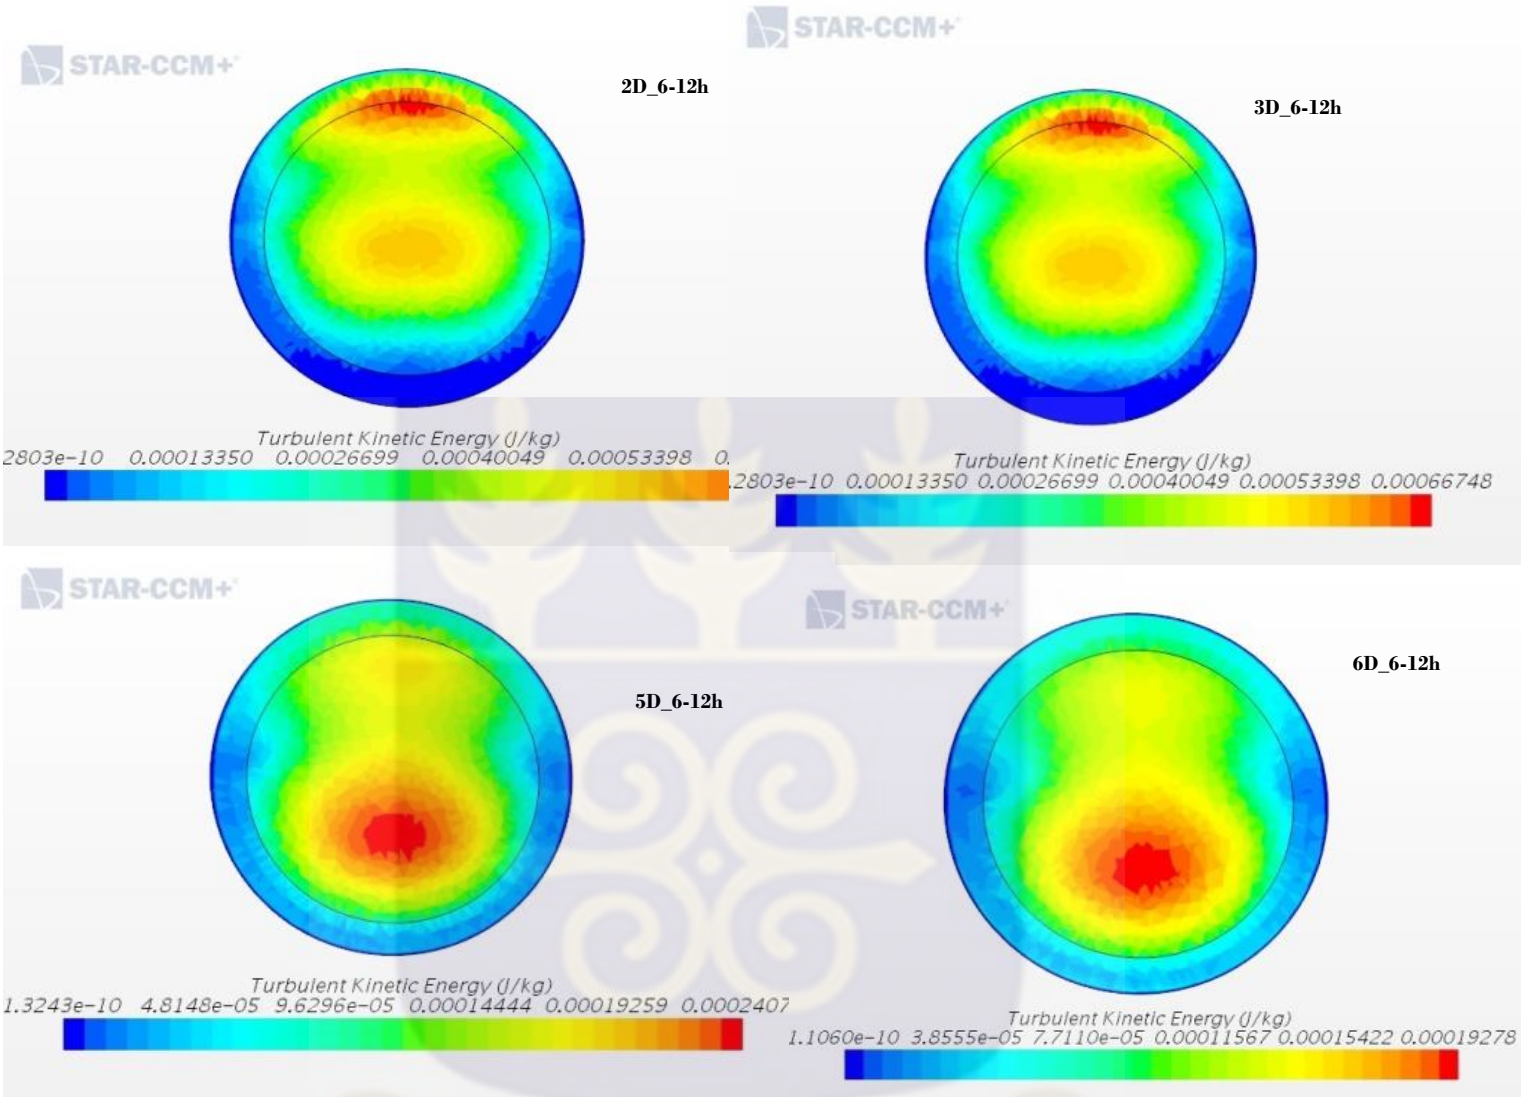 STAR-CCM+
2D_6-12h
Turbulent Kinetic Energy (J/kg)
2803e-10 0.00013350 0.00026699 0.00040049 0.00053398 0.
STAR-CCM+
3D_6-12h
Turbulent Kinetic Energy (J/kg)
.2803e-10 0.00013350 0.00026699 0.00040049 0.00053398 0.00066748
STAR-CCM+
5D_6-12h
Turbulent Kinetic Energy (J/kg)
1.3243e-10 4.8148e-05 9.6296e-05 0.00014444 0.00019259 0.0002407
STAR-CCM+
6D_6-12h
Turbulent Kinetic Energy (J/kg)
1.1060e-10 3.8555e-05 7.7110e-05 0.00011567 0.00015422 0.00019278